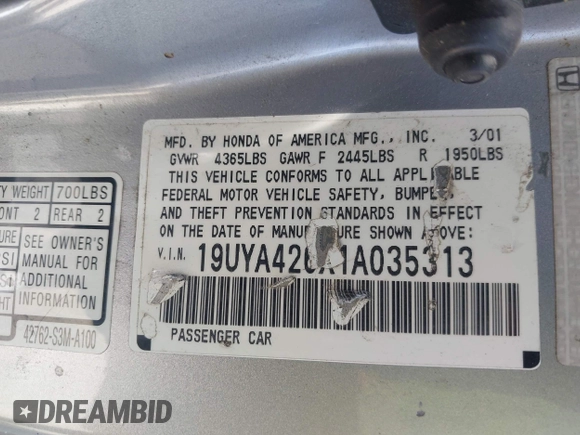 MFD. BY HONDA OF AMERICA MFG., INC. 3/01
GVWR 4365LBS GAWR F 2445LBS R 1950LBS
THIS VEHICLE CONFORMS TO ALL APPLICABLE
FEDERAL MOTOR VEHICLE SAFETY, BUMPER
AND THEFT PREVENTION STANDARDS IN EFFECT
ON THE DATE OF MANUFACTURE SHOWN ABOVE:
V.I.N. 
PASSENGER CAR
TY WEIGHT 700LBS
ONT 2 REAR 2
SEE OWNER'S
MANUAL FOR
ADDITIONAL
INFORMATION
42762-S3M-A100
DREAMBID